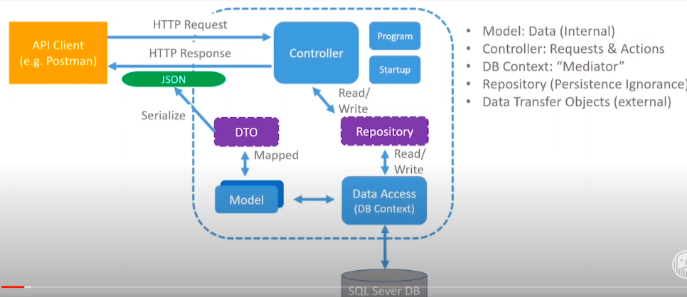 HTTP Request
API Client
(e.g. Postman)
HTTP Response
JSON
Serialize
Controller
Program
Startup
Read/
Write
DTO
Repository
Mapped
Read/
Write
Model
Data Access
(DB Context)
SQL Sever DB
• Model: Data (Internal)
• Controller: Requests & Actions
• DB Context: “Mediator”
• Repository (Persistence Ignorance)
• Data Transfer Objects (external)